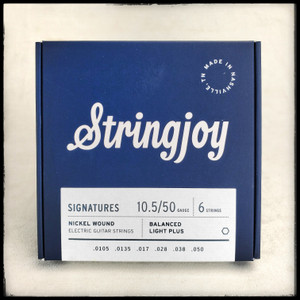 MADE IN NASHVILLE, TN
Stringjoy
SIGNATURES 10.5/50 GAUGE 6 STRINGS
NICKEL WOUND BALANCED
ELECTRIC GUITAR STRINGS LIGHT PLUS
.0105 .0135 .017 .028 .038 .050